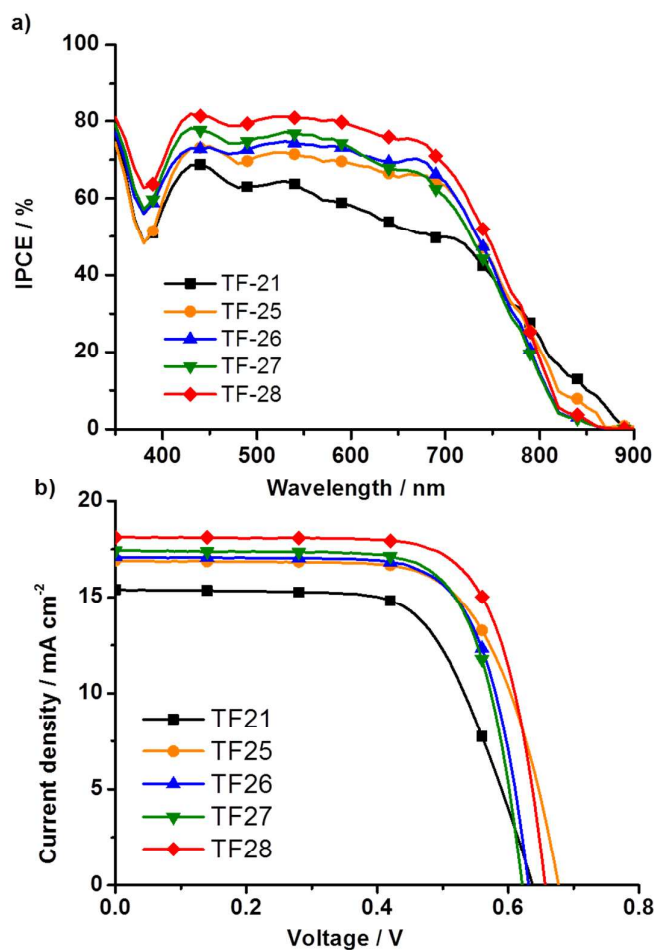 a)
100
80
60
40
20
0
IPCE / %
TF-21
TF-25
TF-26
TF-27
TF-28
400 500 600 700 800 900
Wavelength / nm
b)
20
15
10
5
0
Current density / mA cm-2
TF21
TF25
TF26
TF27
TF28
0.0 0.2 0.4 0.6 0.8
Voltage / V